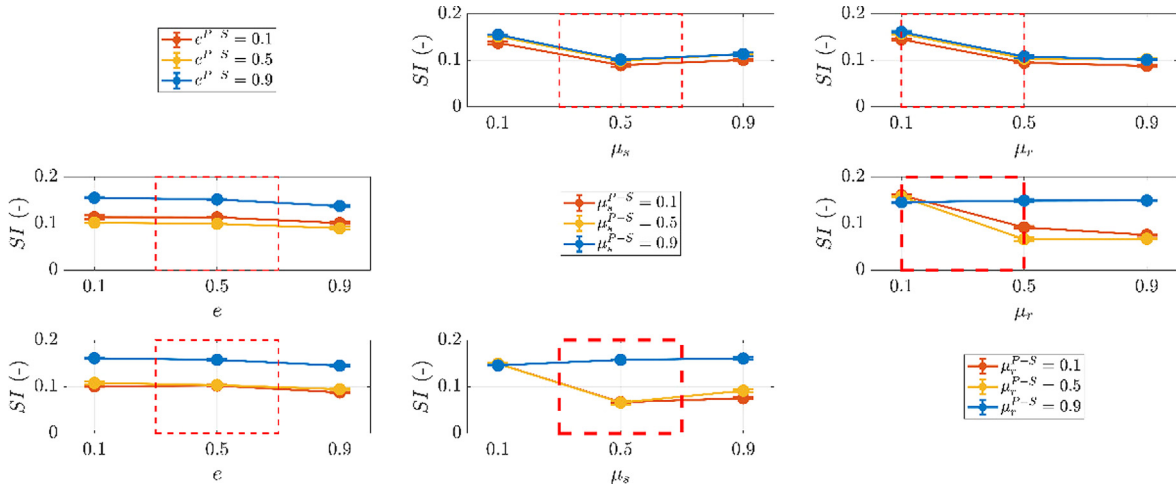 e^{P-S} = 0.1
e^{P-S} = 0.5
e^{P-S} = 0.9
SI (-)
0.2
0.1
0
0.1 0.5 0.9
μ_s
SI (-)
0.2
0.1
0
0.1 0.5 0.9
μ_r
SI (-)
0.2
0.1
0
0.1 0.5 0.9
e
μ_s^{P-S} = 0.1
μ_s^{P-S} - 0.5
μ_s^{P-S} = 0.9
SI (-)
0.2
0.1
0
0.1 0.5 0.9
μ_r
SI (-)
0.2
0.1
0
0.1 0.5 0.9
e
SI (-)
0.2
0.1
0
0.1 0.5 0.9
μ_s
μ_r^{P-S} = 0.1
μ_r^{P-S} - 0.5
μ_r^{P-S} = 0.9